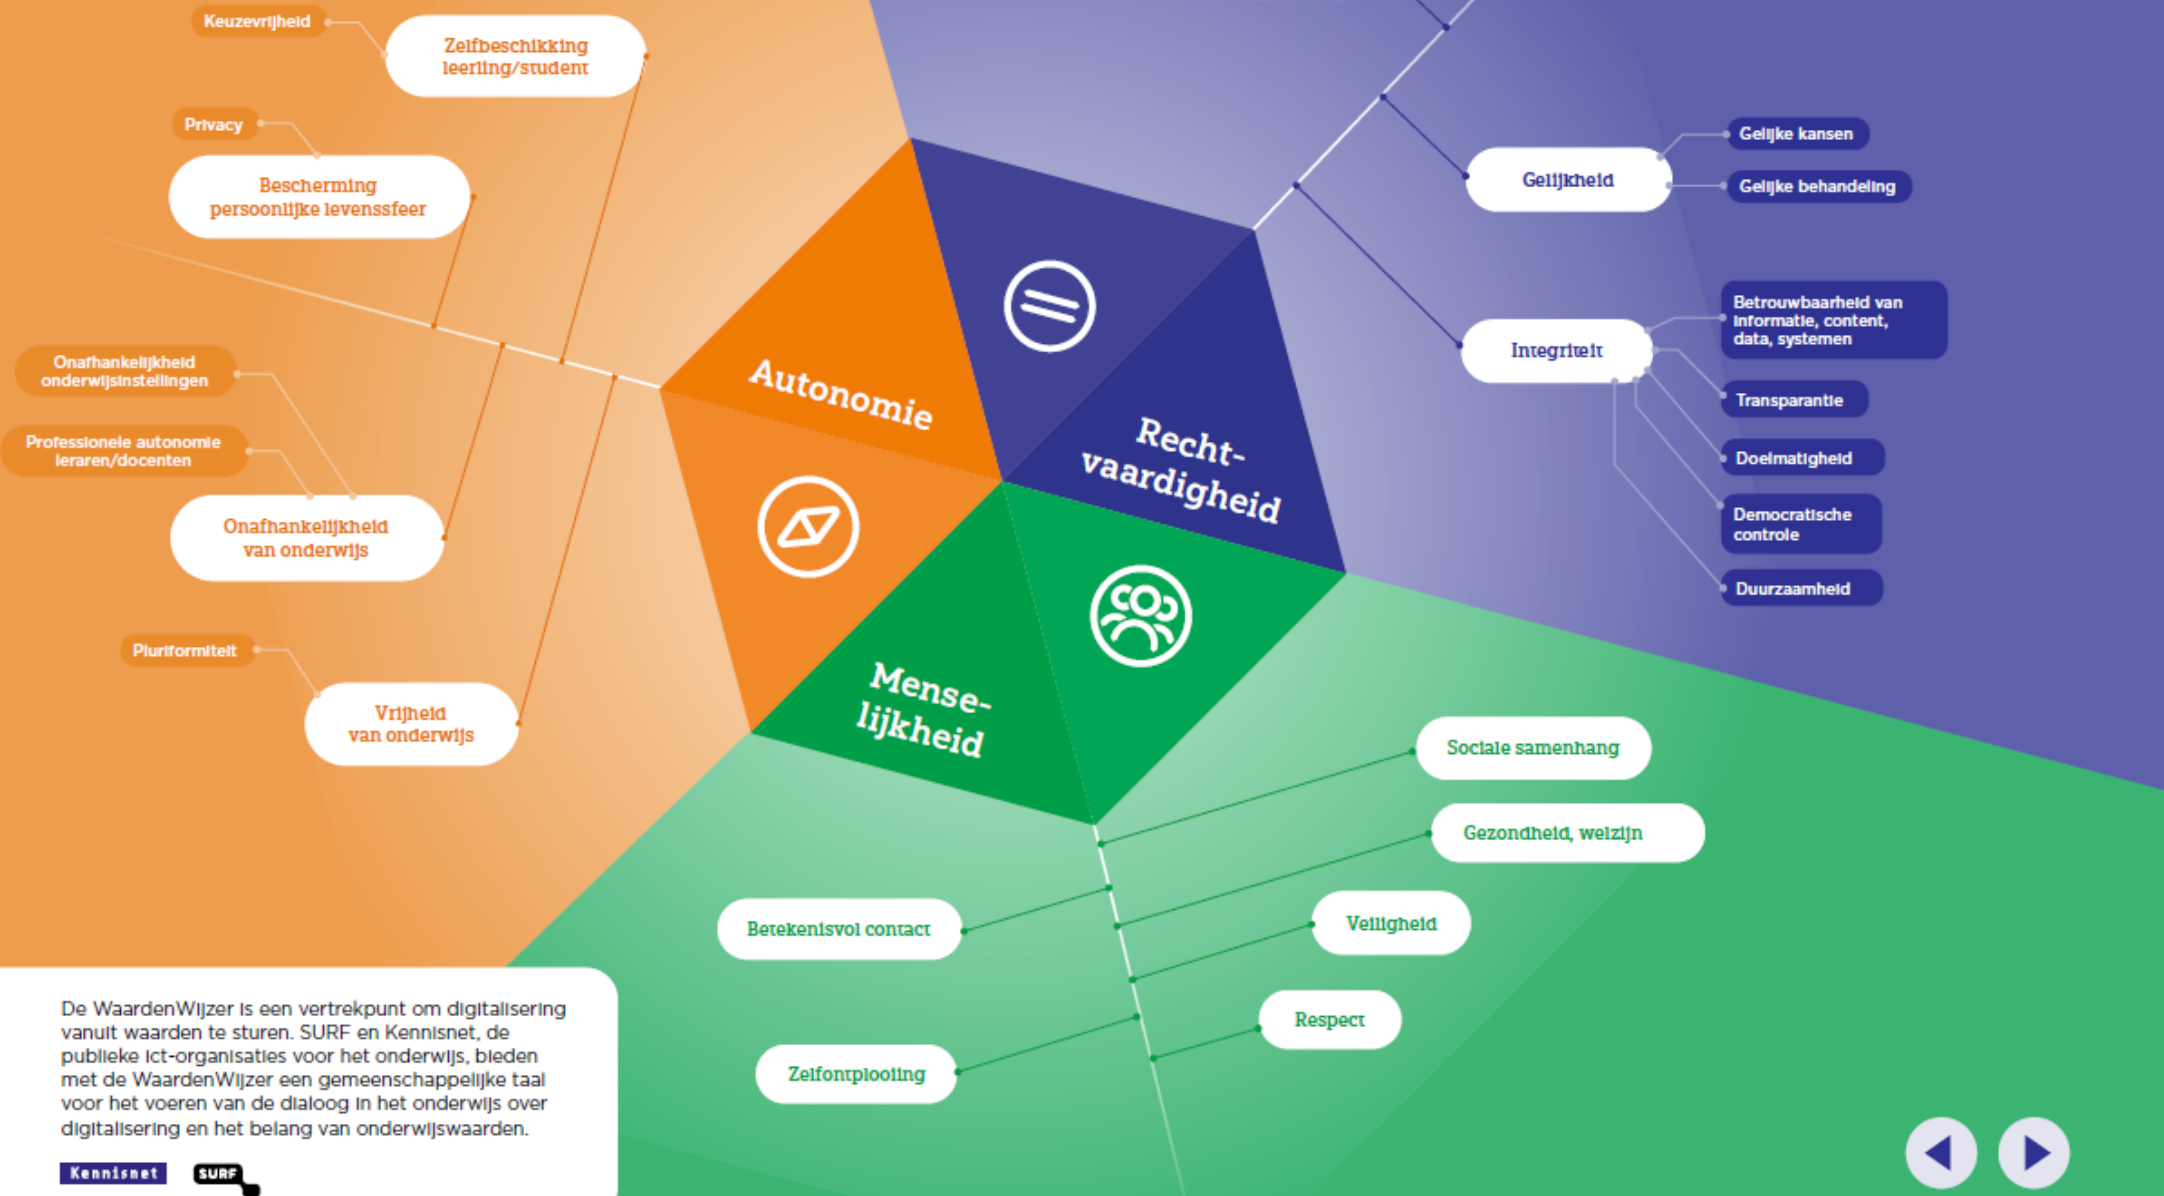 Keuzevrijheid
Zelfbeschikking
leerling/student
Privacy
Bescherming
persoonlijke levenssfeer
Onafhankelijkheid
onderwijsinstellingen
Professionele autonomie
leraren/docenten
Onafhankelijkheid
van onderwijs
Pluriformiteit
Vrijheid
van onderwijs
Autonomie
Recht-
vaardigheid
Mense-
lijkheid
Gelijkheid
Gelijke kansen
Gelijke behandeling
Integriteit
Betrouwbaarheid van
informatie, content,
data, systemen
Transparantie
Doelmatigheid
Democratische
controle
Duurzaamheid
Sociale samenhang
Gezondheid, welzijn
Betekenisvol contact
Veiligheid
Respect
Zelfontplooiing
De WaardenWijzer is een vertrekpunt om digitalisering
vanuit waarden te sturen. SURF en Kennisnet, de
publieke ict-organisaties voor het onderwijs, bieden
met de WaardenWijzer een gemeenschappelijke taal
voor het voeren van de dialoog in het onderwijs over
digitalisering en het belang van onderwijswaarden.
Kennisnet
SURF